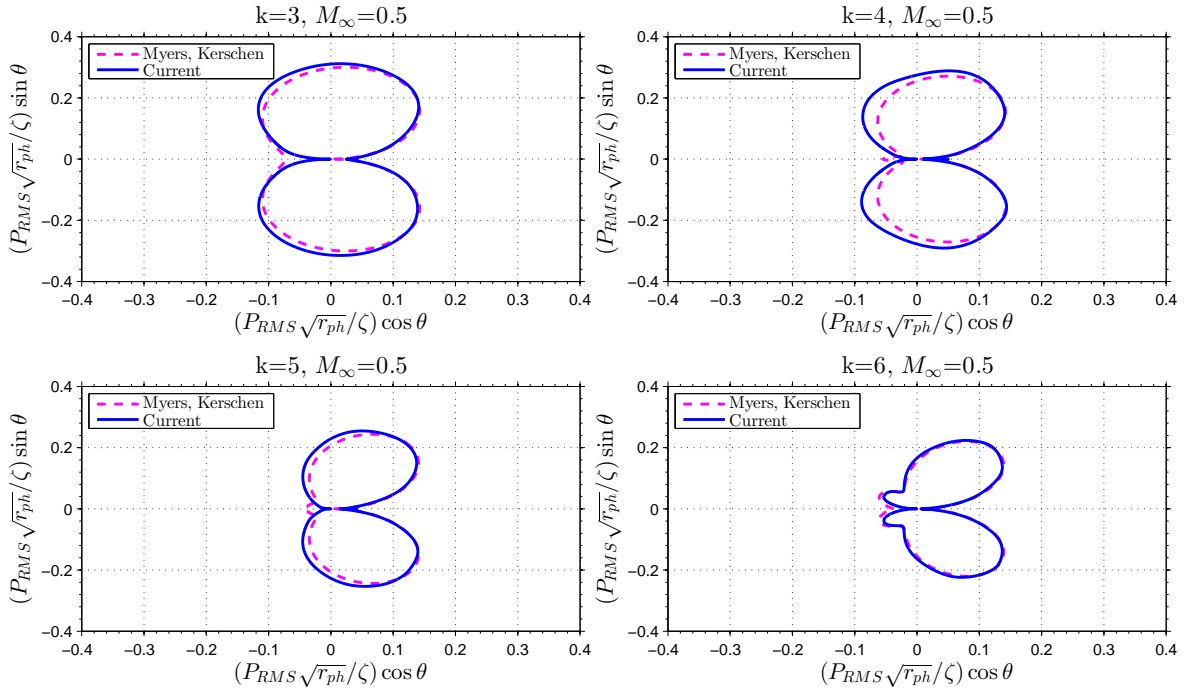 k=3, M∞=0.5
(P_RMS√r_ph/ζ) sin θ
0.4
0.2
0
−0.2
−0.4
Myers, Kerschen
Current
−0.4 −0.3 −0.2 −0.1 0 0.1 0.2 0.3 0.4
(P_RMS√r_ph/ζ) cos θ
k=4, M∞=0.5
(P_RMS√r_ph/ζ) sin θ
0.4
0.2
0
−0.2
−0.4
Myers, Kerschen
Current
−0.4 −0.3 −0.2 −0.1 0 0.1 0.2 0.3 0.4
(P_RMS√r_ph/ζ) cos θ
k=5, M∞=0.5
(P_RMS√r_ph/ζ) sin θ
0.4
0.2
0
−0.2
−0.4
Myers, Kerschen
Current
−0.4 −0.3 −0.2 −0.1 0 0.1 0.2 0.3 0.4
(P_RMS√r_ph/ζ) cos θ
k=6, M∞=0.5
(P_RMS√r_ph/ζ) sin θ
0.4
0.2
0
−0.2
−0.4
Myers, Kerschen
Current
−0.4 −0.3 −0.2 −0.1 0 0.1 0.2 0.3 0.4
(P_RMS√r_ph/ζ) cos θ